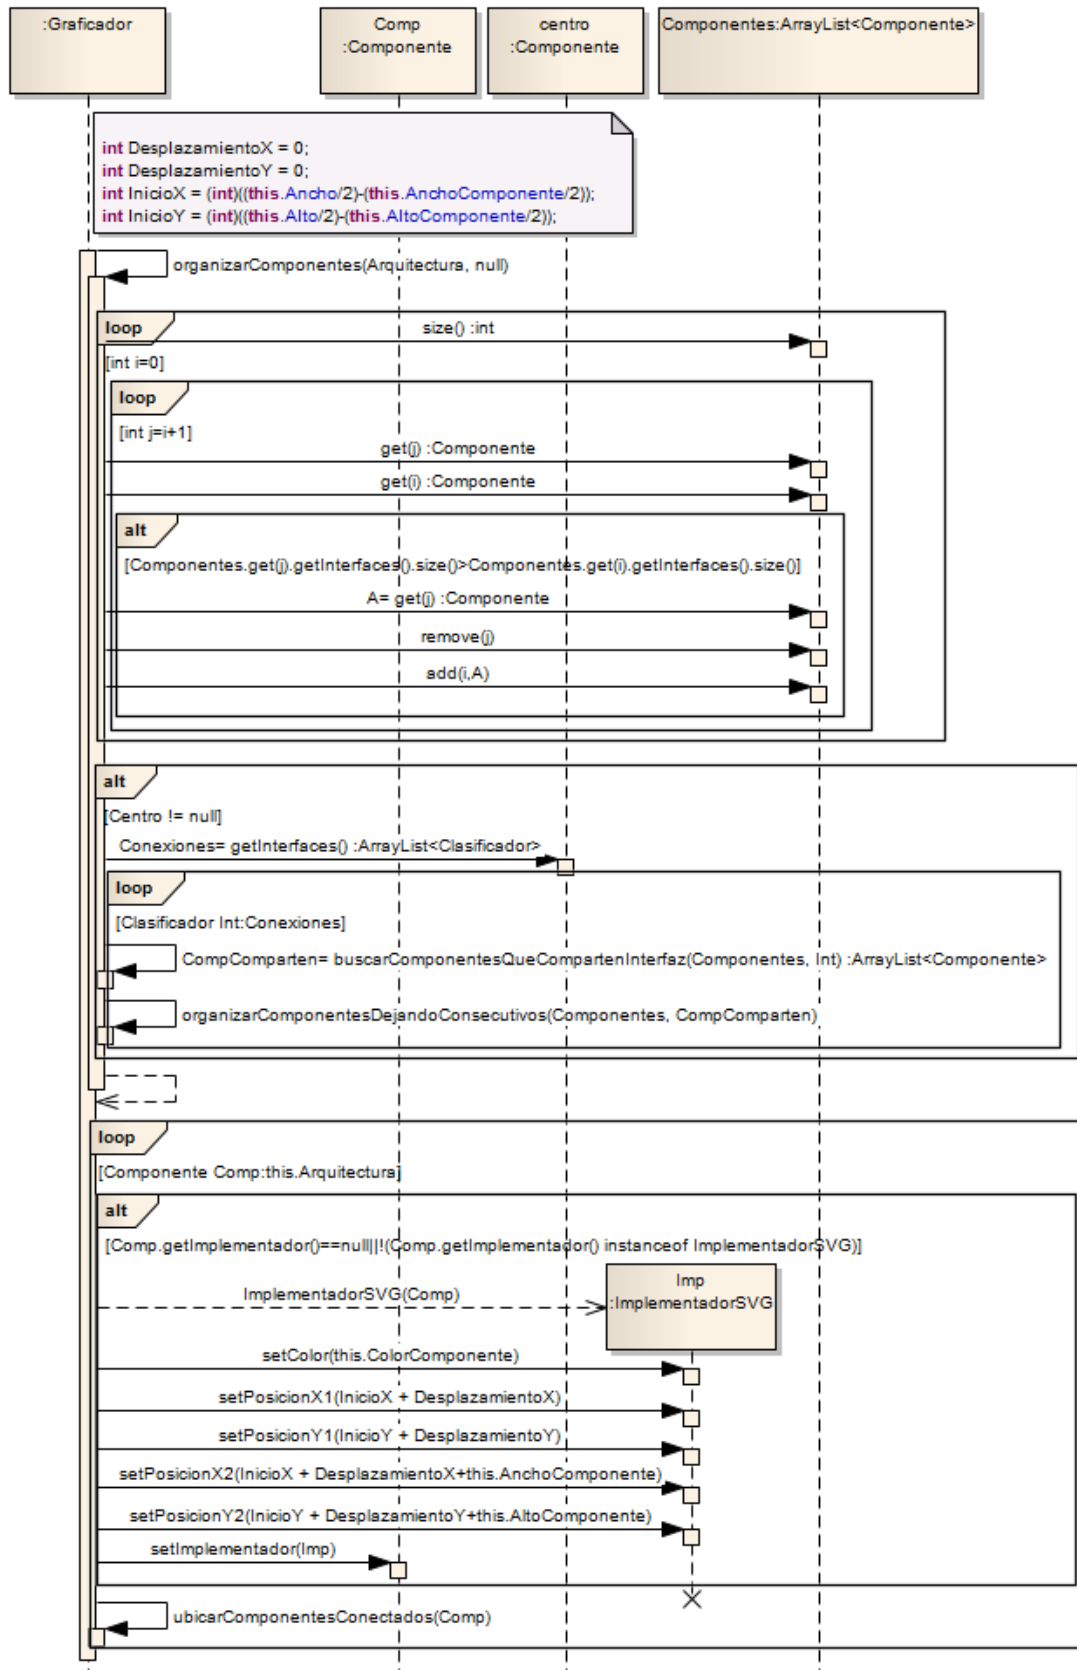 :Graficador
Comp
:Componente
centro
:Componente
Componentes:ArrayList<Componente>
int DesplazamientoX = 0;
int DesplazamientoY = 0;
int InicioX = (int)((this.Ancho/2)-(this.AnchoComponente/2));
int InicioY = (int)((this.Alto/2)-(this.AltoComponente/2));
organizarComponentes(Arquitectura, null)
loop
size() :int
[int i=0]
loop
[int j=i+1]
get(j) :Componente
get(i) :Componente
alt
[Componentes.get(j).getInterfaces().size()>Componentes.get(i).getInterfaces().size()]
A= get(j) :Componente
remove(j)
add(i,A)
alt
[Centro != null]
Conexiones= getInterfaces() :ArrayList<Clasificador>
loop
[Clasificador Int:Conexiones]
CompComparten= buscarComponentesQueCompartenInterfaz(Componentes, Int) :ArrayList<Componente>
organizarComponentesDejandoConsecutivos(Componentes, CompComparten)
loop
[Componente Comp:this.Arquitectura]
alt
[Comp.getImplementador()==null||!(Comp.getImplementador() instanceof ImplementadorSVG)]
Imp
:ImplementadorSVG
ImplementadorSVG(Comp)
setColor(this.ColorComponente)
setPosicionX1(InicioX + DesplazamientoX)
setPosicionY1(InicioY + DesplazamientoY)
setPosicionX2(InicioX + DesplazamientoX+this.AnchoComponente)
setPosicionY2(InicioY + DesplazamientoY+this.AltoComponente)
setImplementador(Imp)
ubicarComponentesConectados(Comp)